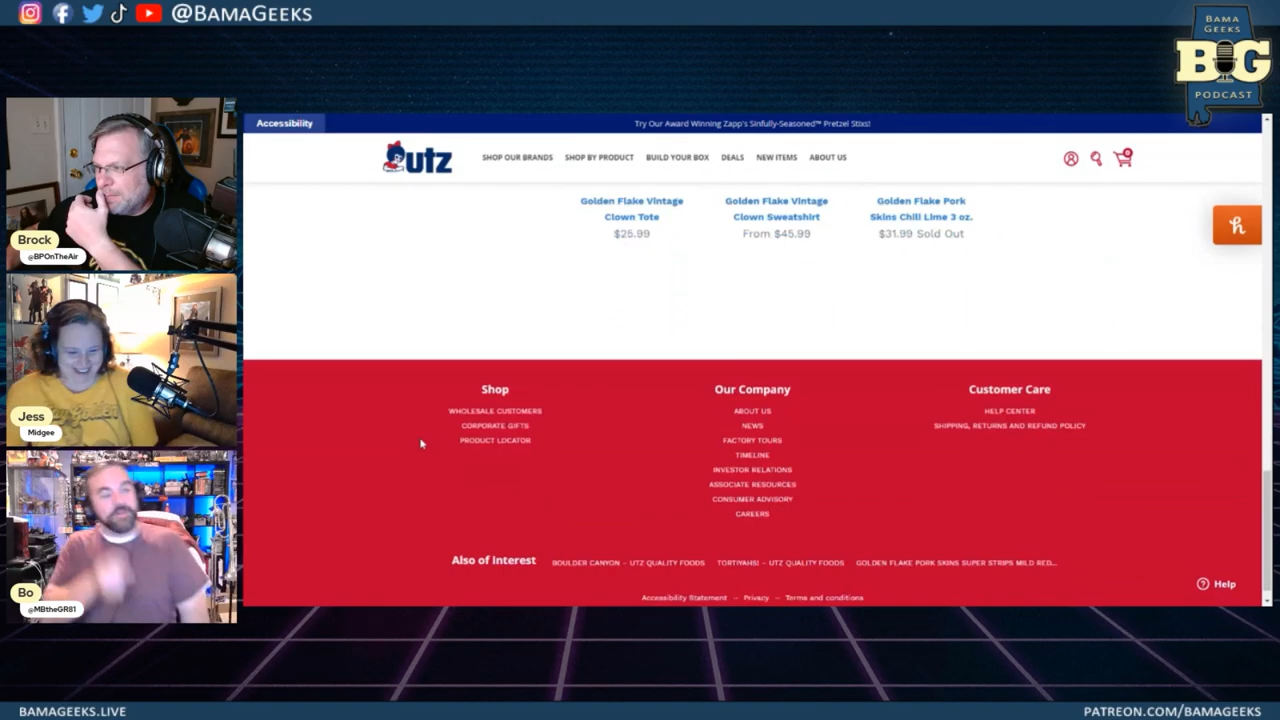 @BAMAGEEKS
BAMA
GEEKS
BG
PODCAST
Accessibility
Try Our Award Winning Zapp's Sinfully-Seasoned™ Pretzel Stixs!
UTZ
SHOP OUR BRANDS
SHOP BY PRODUCT
BUILD YOUR BOX
DEALS
NEW ITEMS
ABOUT US
0
Golden Flake Vintage
Clown Tote
$25.99
Golden Flake Vintage
Clown Sweatshirt
From $45.99
Golden Flake Pork
Skins Chili Lime 3 oz.
$31.99 Sold Out
h
Brock
@BPOnTheAir
Jess
Midgee
Bo
@MBtheGR81
Shop
WHOLESALE CUSTOMERS
CORPORATE GIFTS
PRODUCT LOCATOR
Our Company
ABOUT US
NEWS
FACTORY TOURS
TIMELINE
INVESTOR RELATIONS
ASSOCIATE RESOURCES
CONSUMER ADVISORY
CAREERS
Customer Care
HELP CENTER
SHIPPING, RETURNS AND REFUND POLICY
Also of Interest
BOULDER CANYON – UTZ QUALITY FOODS
TORTIYAHS! – UTZ QUALITY FOODS
GOLDEN FLAKE PORK SKINS SUPER STRIPS MILD RED...
? Help
Accessibility Statement – Privacy – Terms and conditions
BAMAGEEKS.LIVE
PATREON.COM/BAMAGEEKS